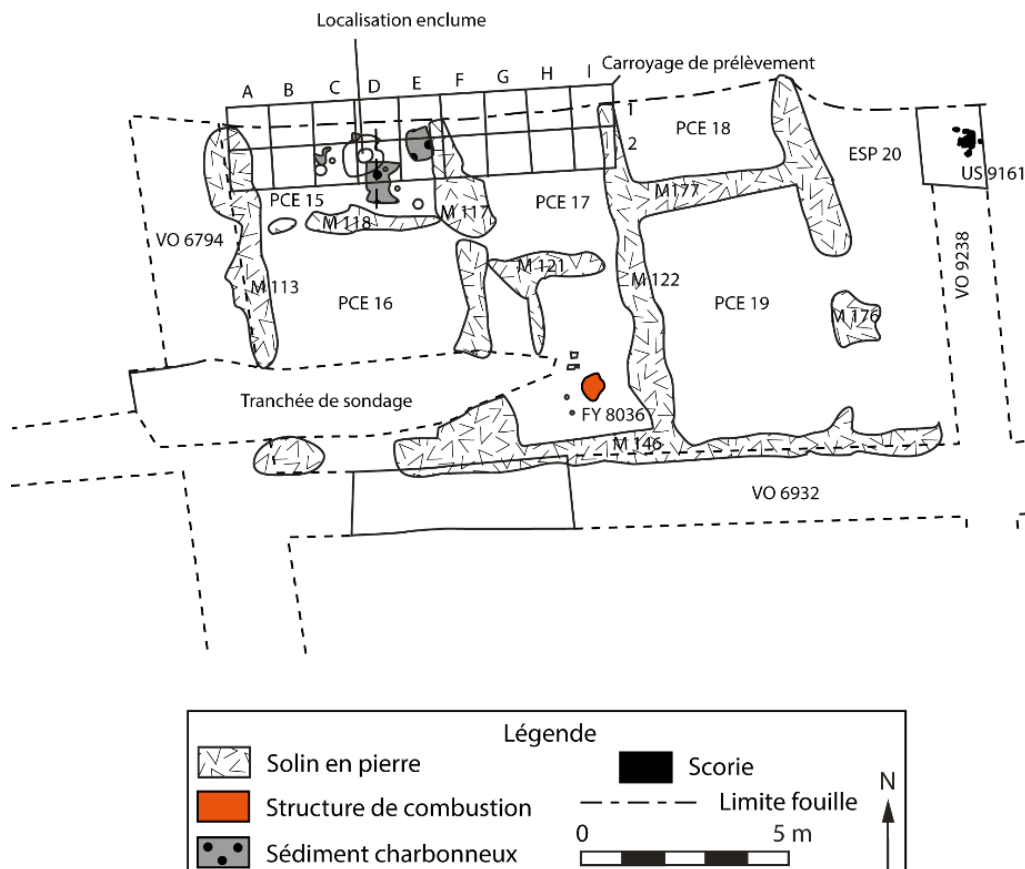 Localisation enclume
Carroyage de prélèvement
A B C D E F G H I
1
2
PCE 18
ESP 20
US 9161
M177
PCE 15
M 118
M 117
PCE 17
VO 6794
VO 9238
M 113
PCE 16
M 121
M 122
PCE 19
M 176
Tranchée de sondage
FY 8036
M 146
VO 6932
Légende
Solin en pierre
Scorie
Structure de combustion
Limite fouille
N
Sédiment charbonneux
0 5 m